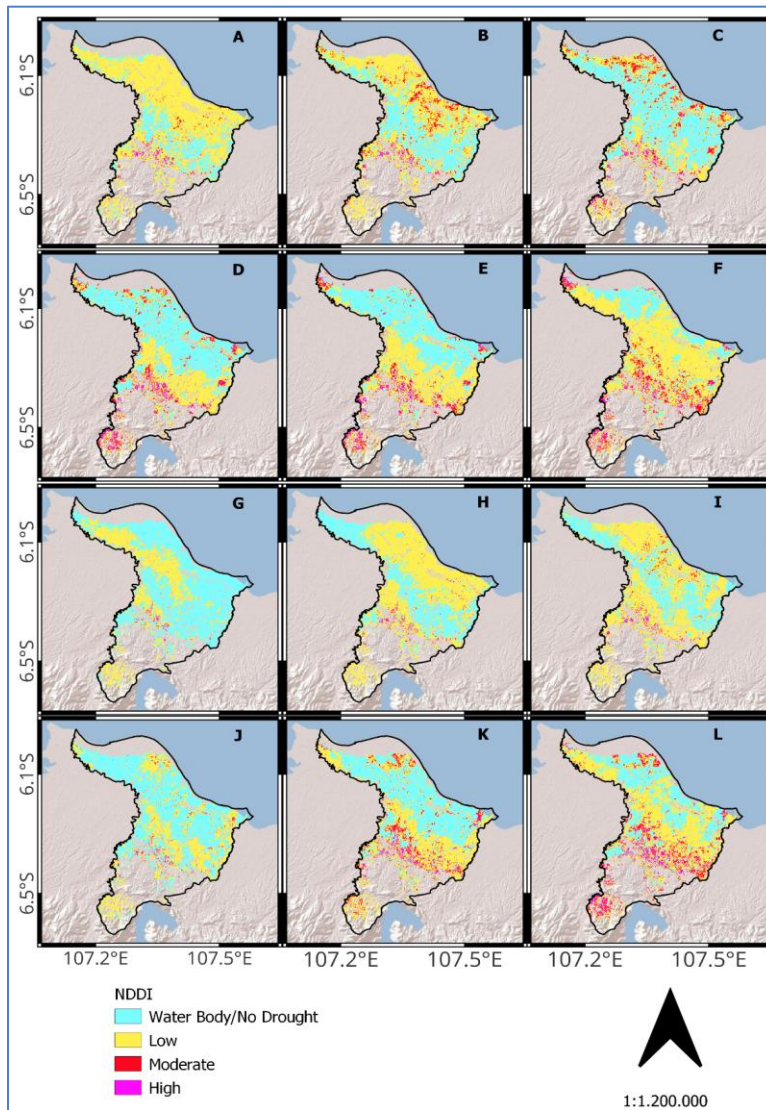 A
B
C
6.1°S
6.5°S
D
E
F
6.1°S
6.5°S
G
H
I
6.1°S
6.5°S
J
K
L
6.1°S
6.5°S
107.2°E
107.5°E
107.2°E
107.5°E
107.2°E
107.5°E
NDDI
Water Body/No Drought
Low
Moderate
High
1:1.200.000